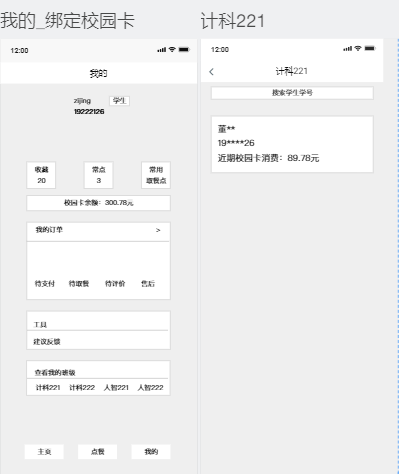 我的_绑定校园卡
12:00
我的
zijing 学生
19222126
收藏 常点 常用
20 3 取餐点
校园卡余额：300.78元
我的订单 >
待支付 待取餐 待评价 售后
工具
建议反馈
查看我的班级
计科221 计科222 人智221 人智222
主页 点餐 我的
计科221
12:00
< 计科221
搜索学生学号
董**
19****26
近期校园卡消费：89.78元